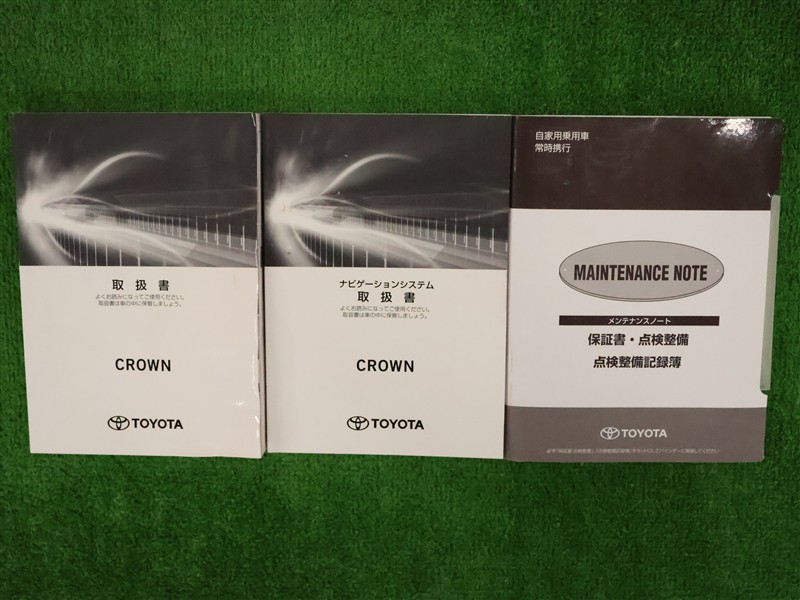 取扱書
よくお読みになってご使用ください。
取扱書は車の中に保管しましょう。
CROWN
TOYOTA
ナビゲーションシステム
取扱書
よくお読みになってご使用ください。
取扱書は車の中に保管しましょう。
CROWN
TOYOTA
自家用乗用車
常時携行
MAINTENANCE NOTE
メンテナンスノート
保証書・点検整備
点検整備記録簿
TOYOTA